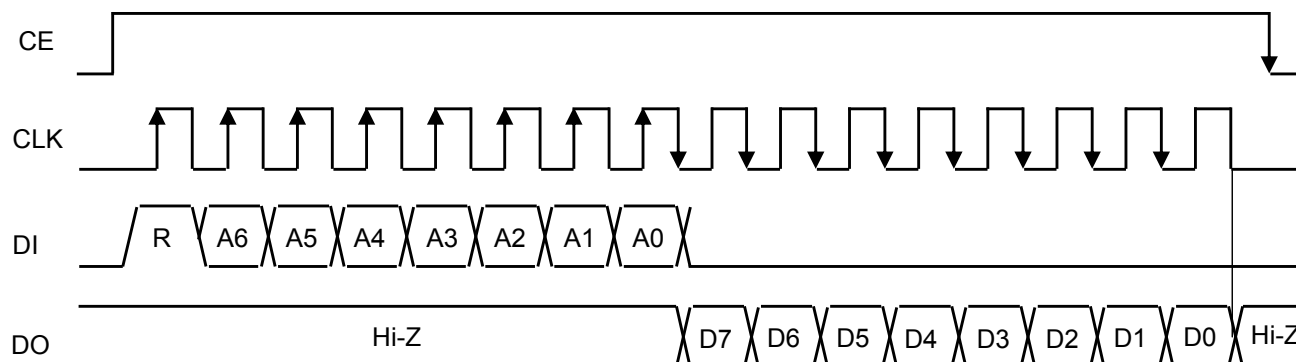 CE
CLK
DI R A6 A5 A4 A3 A2 A1 A0
DO Hi-Z D7 D6 D5 D4 D3 D2 D1 D0 Hi-Z